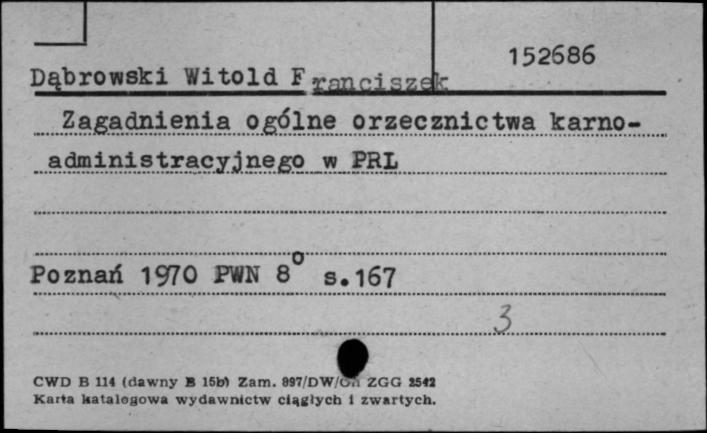 152686
Dąbrowski Witold Franciszek
Zagadnienia ogólne orzecznictwa karno-
administracyjnego w PRL
Poznań 1970 PWN 8° s.167
3
CWD B 114 (dawny B 15b) Zam. 897/DW/ ZGG 2542
Karta katalogowa wydawnictw ciągłych i zwartych.